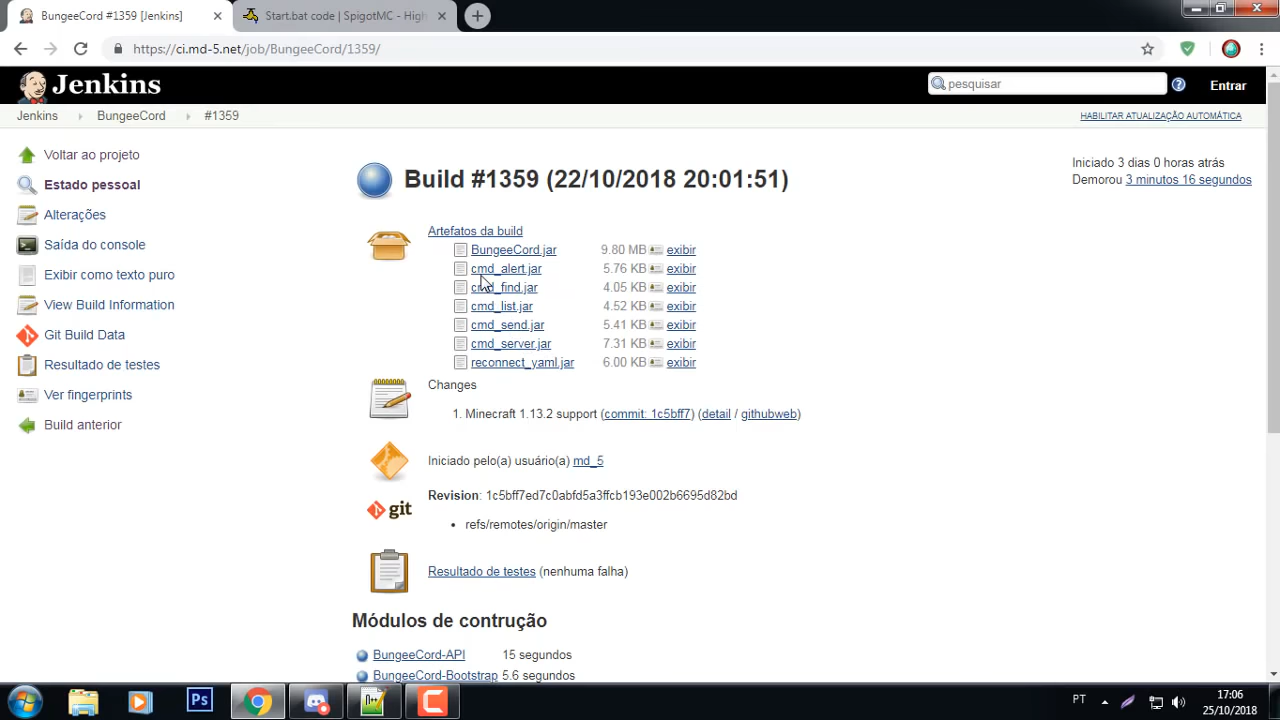 BungeeCord #1359 [Jenkins]
Start.bat code | SpigotMC - High
https://ci.md-5.net/job/BungeeCord/1359/
Jenkins
pesquisar
Entrar
Jenkins
BungeeCord
#1359
HABILITAR ATUALIZAÇÃO AUTOMÁTICA
Voltar ao projeto
Estado pessoal
Alterações
Saída do console
Exibir como texto puro
View Build Information
Git Build Data
Resultado de testes
Ver fingerprints
Build anterior
Build #1359 (22/10/2018 20:01:51)
Iniciado 3 dias 0 horas atrás
Demorou 3 minutos 16 segundos
Artefatos da build
BungeeCord.jar 9.80 MB exibir
cmd_alert.jar 5.76 KB exibir
cmd_find.jar 4.05 KB exibir
cmd_list.jar 4.52 KB exibir
cmd_send.jar 5.41 KB exibir
cmd_server.jar 7.31 KB exibir
reconnect_yaml.jar 6.00 KB exibir
Changes
1. Minecraft 1.13.2 support (commit: 1c5bff7) (detail / githubweb)
Iniciado pelo(a) usuário(a) md_5
git
Revision: 1c5bff7ed7c0abfd5a3ffcb193e002b6695d82bd
• refs/remotes/origin/master
Resultado de testes (nenhuma falha)
Módulos de contrução
BungeeCord-API 15 segundos
BungeeCord-Bootstrap 5.6 segundos
Ps
PT
17:06
25/10/2018